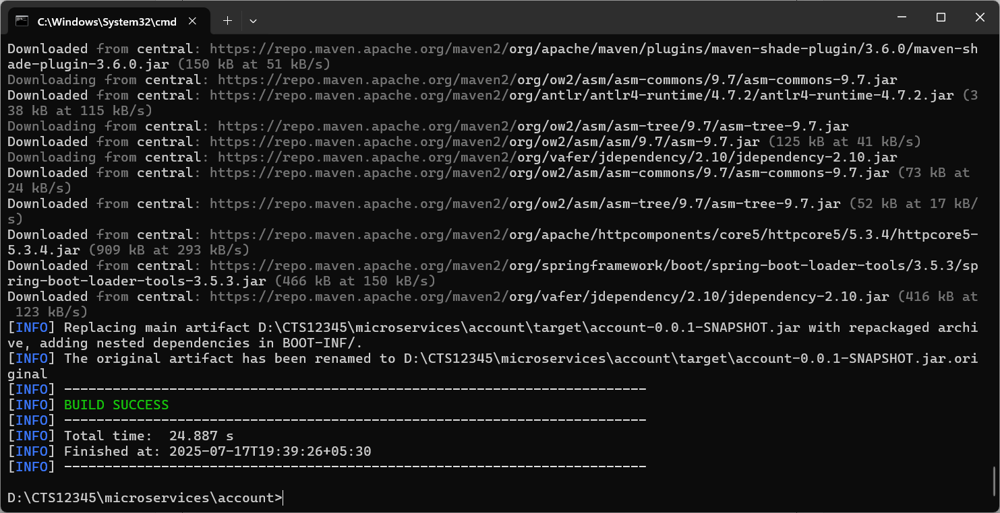 C:\Windows\System32\cmd
Downloaded from central: https://repo.maven.apache.org/maven2/org/apache/maven/plugins/maven-shade-plugin/3.6.0/maven-sh
ade-plugin-3.6.0.jar (150 kB at 51 kB/s)
Downloading from central: https://repo.maven.apache.org/maven2/org/ow2/asm/asm-commons/9.7/asm-commons-9.7.jar
Downloaded from central: https://repo.maven.apache.org/maven2/org/antlr/antlr4-runtime/4.7.2/antlr4-runtime-4.7.2.jar (3
38 kB at 115 kB/s)
Downloading from central: https://repo.maven.apache.org/maven2/org/ow2/asm/asm-tree/9.7/asm-tree-9.7.jar
Downloaded from central: https://repo.maven.apache.org/maven2/org/ow2/asm/asm/9.7/asm-9.7.jar (125 kB at 41 kB/s)
Downloading from central: https://repo.maven.apache.org/maven2/org/vafer/jdependency/2.10/jdependency-2.10.jar
Downloaded from central: https://repo.maven.apache.org/maven2/org/ow2/asm/asm-commons/9.7/asm-commons-9.7.jar (73 kB at
24 kB/s)
Downloaded from central: https://repo.maven.apache.org/maven2/org/ow2/asm/asm-tree/9.7/asm-tree-9.7.jar (52 kB at 17 kB/
s)
Downloaded from central: https://repo.maven.apache.org/maven2/org/apache/httpcomponents/core5/httpcore5/5.3.4/httpcore5-
5.3.4.jar (909 kB at 293 kB/s)
Downloaded from central: https://repo.maven.apache.org/maven2/org/springframework/boot/spring-boot-loader-tools/3.5.3/sp
ring-boot-loader-tools-3.5.3.jar (466 kB at 150 kB/s)
Downloaded from central: https://repo.maven.apache.org/maven2/org/vafer/jdependency/2.10/jdependency-2.10.jar (416 kB at
 123 kB/s)
[INFO] Replacing main artifact D:\CTS12345\microservices\account\target\account-0.0.1-SNAPSHOT.jar with repackaged archi
ve, adding nested dependencies in BOOT-INF/.
[INFO] The original artifact has been renamed to D:\CTS12345\microservices\account\target\account-0.0.1-SNAPSHOT.jar.ori
ginal
[INFO] ------------------------------------------------------------------------
[INFO] BUILD SUCCESS
[INFO] ------------------------------------------------------------------------
[INFO] Total time:  24.887 s
[INFO] Finished at: 2025-07-17T19:39:26+05:30
[INFO] ------------------------------------------------------------------------
D:\CTS12345\microservices\account>